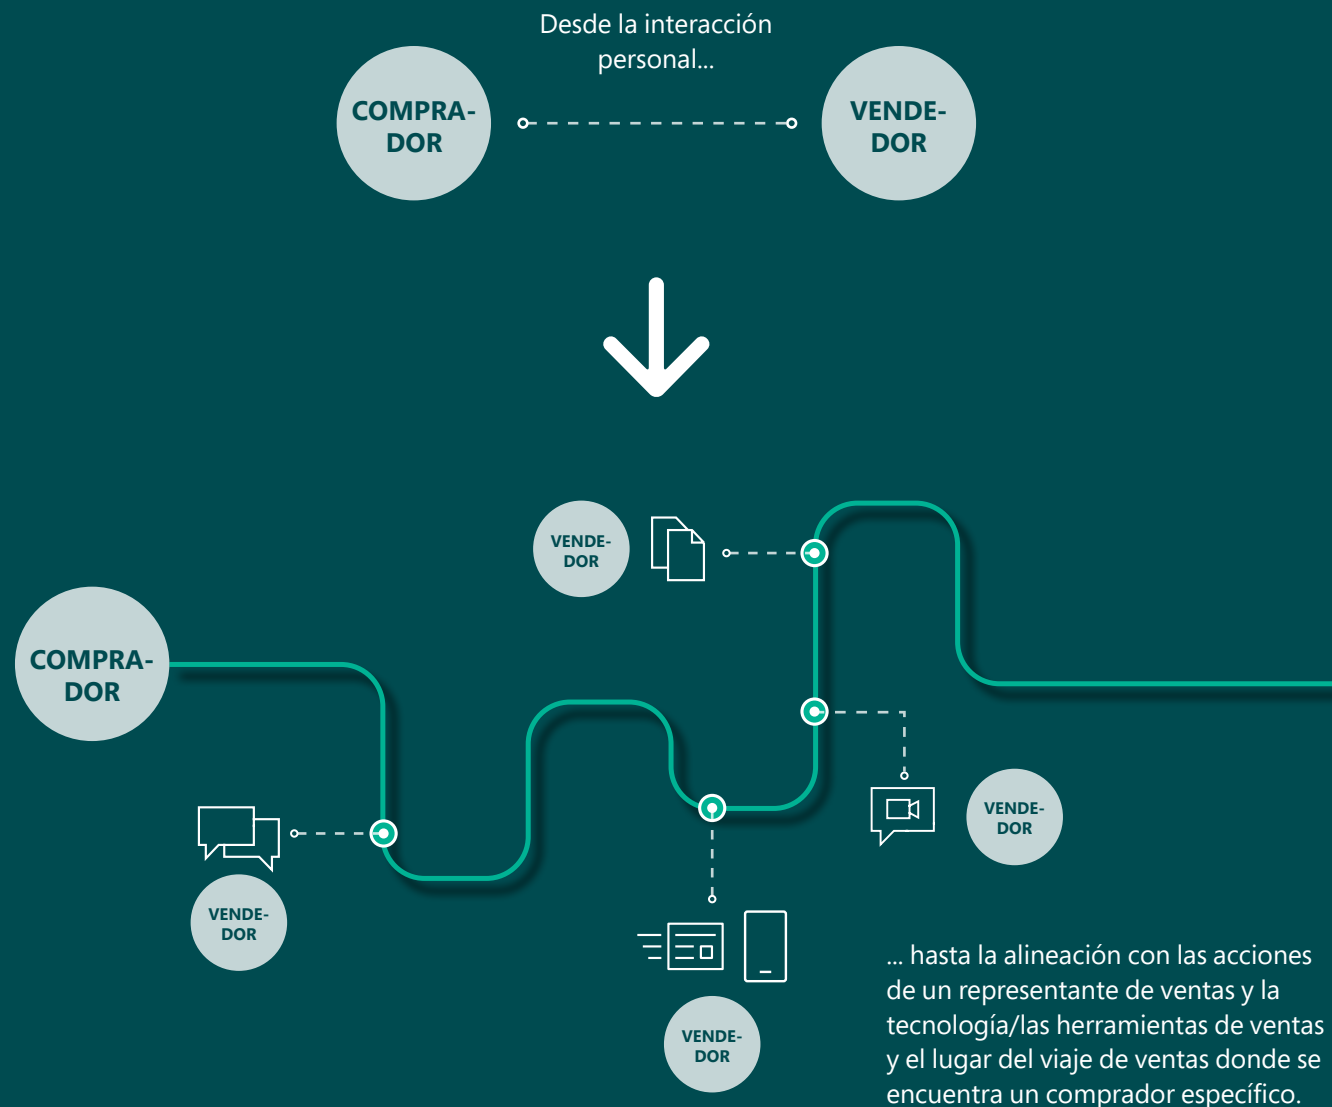 Desde la interacción
personal...
COMPRA-
DOR
VENDE-
DOR
VENDE-
DOR
COMPRA-
DOR
VENDE-
DOR
VENDE-
DOR
VENDE-
DOR
... hasta la alineación con las acciones
de un representante de ventas y la
tecnología/las herramientas de ventas
y el lugar del viaje de ventas donde se
encuentra un comprador específico.